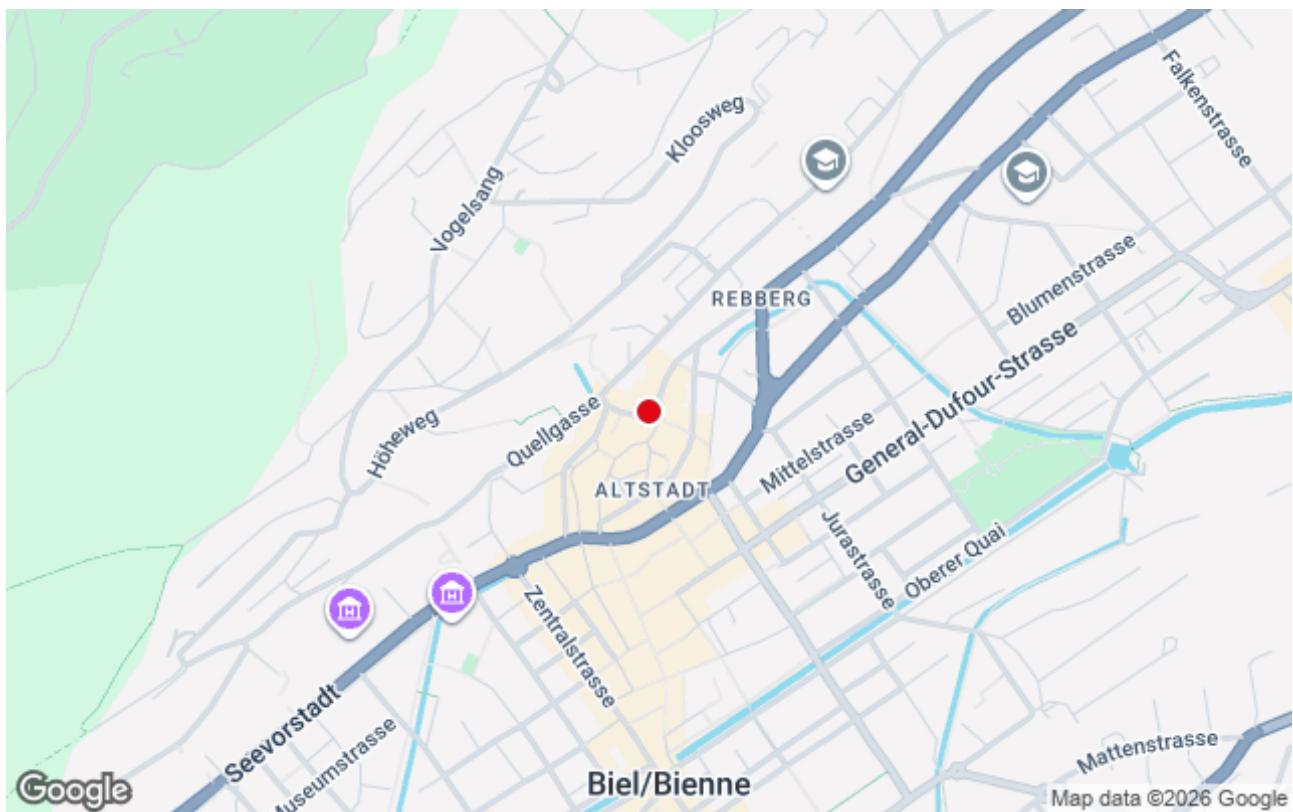 Falkenstrasse
Kloosweg
Vogelsang
REBBERG
Blumenstrasse
General-Dufour-Strasse
Höheweg
Quellgasse
Mittelstrasse
ALTSTADT
Jurastrasse
Oberer Quai
Zentralstrasse
Seevorstadt
Museumstrasse
Mattenstrasse
Biel/Bienne
Google
Map data ©2026 Google